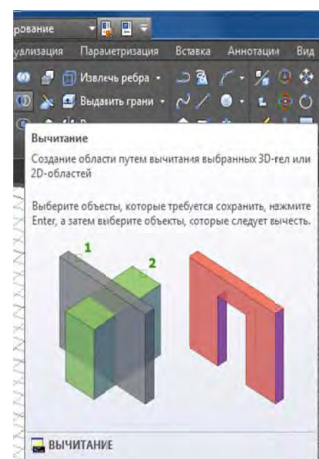 рование
уализация Параметризация Вставка Аннотации Вид
Извлечь ребра
Выдавить грани
Вычитание
Создание области путем вычитания выбранных 3D-тел или
2D-областей
Выберите объекты, которые требуется сохранить, нажмите
Enter, а затем выберите объекты, которые следует вычесть.
1
2
ВЫЧИТАНИЕ